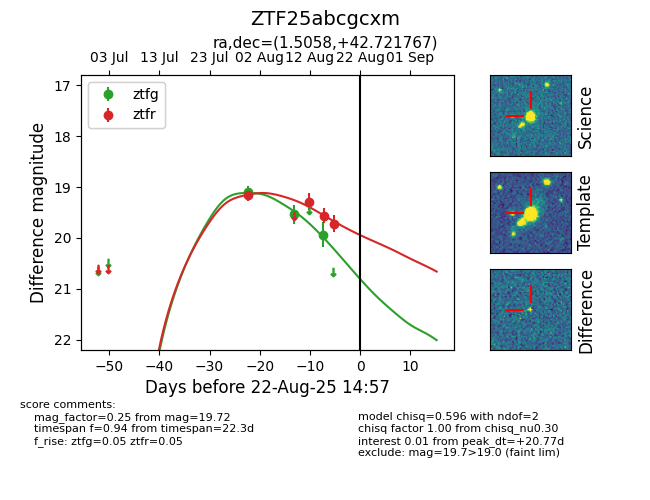 ZTF25abcgcxm
ra,dec=(1.5058,+42.721767)
03 Jul 13 Jul 23 Jul 02 Aug 12 Aug 22 Aug 01 Sep
ztfg
ztfr
17
18
19
20
21
22
Difference magnitude
−50 −40 −30 −20 −10 0 10
Days before 22-Aug-25 14:57
Science
Template
Difference
score comments:
mag_factor=0.25 from mag=19.72
timespan f=0.94 from timespan=22.3d
f_rise: ztfg=0.05 ztfr=0.05
model chisq=0.596 with ndof=2
chisq factor 1.00 from chisq_nu0.30
interest 0.01 from peak_dt=+20.77d
exclude: mag=19.7>19.0 (faint lim)